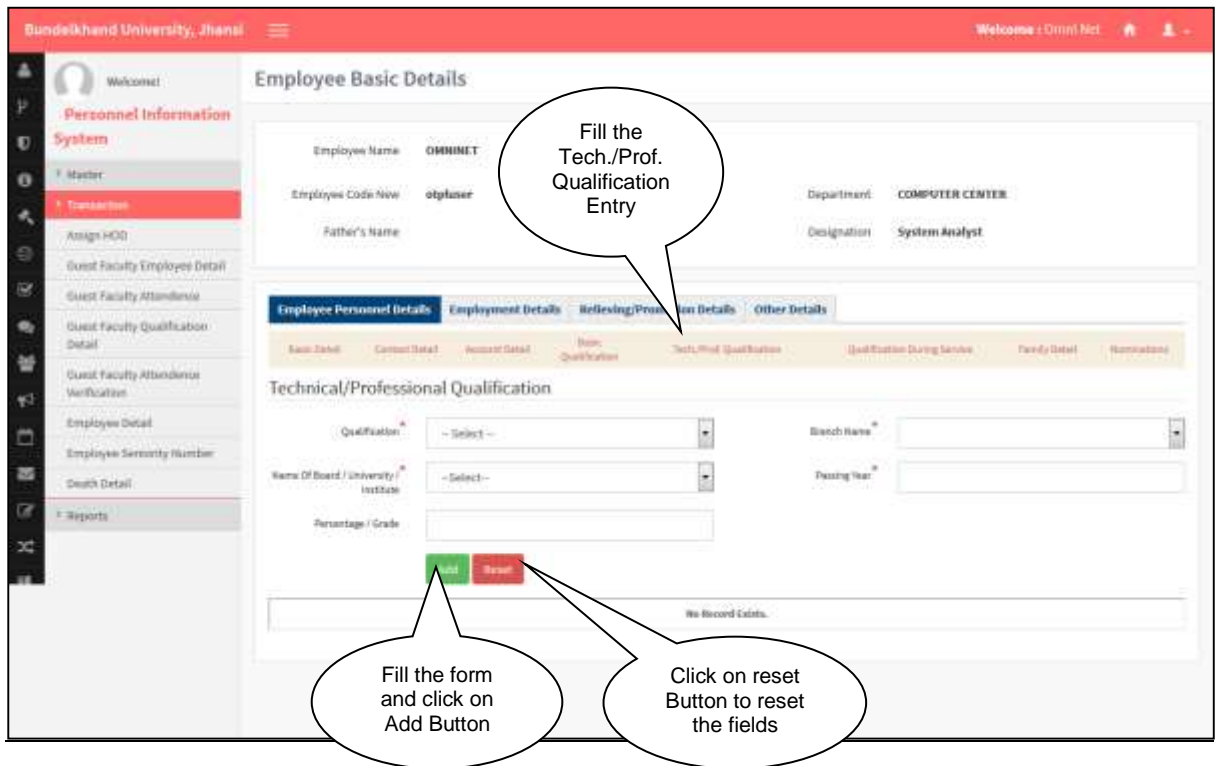 Bundelkhand University, Jhansi
Welcome : Omni Net
Welcome!
Personnel Information
System
Master
Transaction
Assign HOD
Guest Faculty Employee Detail
Guest Faculty Attendence
Guest Faculty Qualification
Detail
Guest Faculty Attendence
Verification
Employee Detail
Employee Seniority Number
Death Detail
Reports
Employee Basic Details
Employee Name OMNINET
Employee Code New otpluser
Department COMPUTER CENTER
Father's Name
Designation System Analyst
Fill the
Tech./Prof.
Qualification
Entry
Employee Personnel Details Employment Details Relieving/Promotion Details Other Details
Basic Detail Contact Detail Account Detail Basic
Qualification Tech./Prof. Qualification Qualification During Service Family Detail Nominations
Technical/Professional Qualification
Qualification* -- Select -- Branch Name*
Name Of Board / University /*
Institute --Select-- Passing Year*
Percentage / Grade
Add Reset
No Record Exists.
Fill the form
and click on
Add Button
Click on reset
Button to reset
the fields